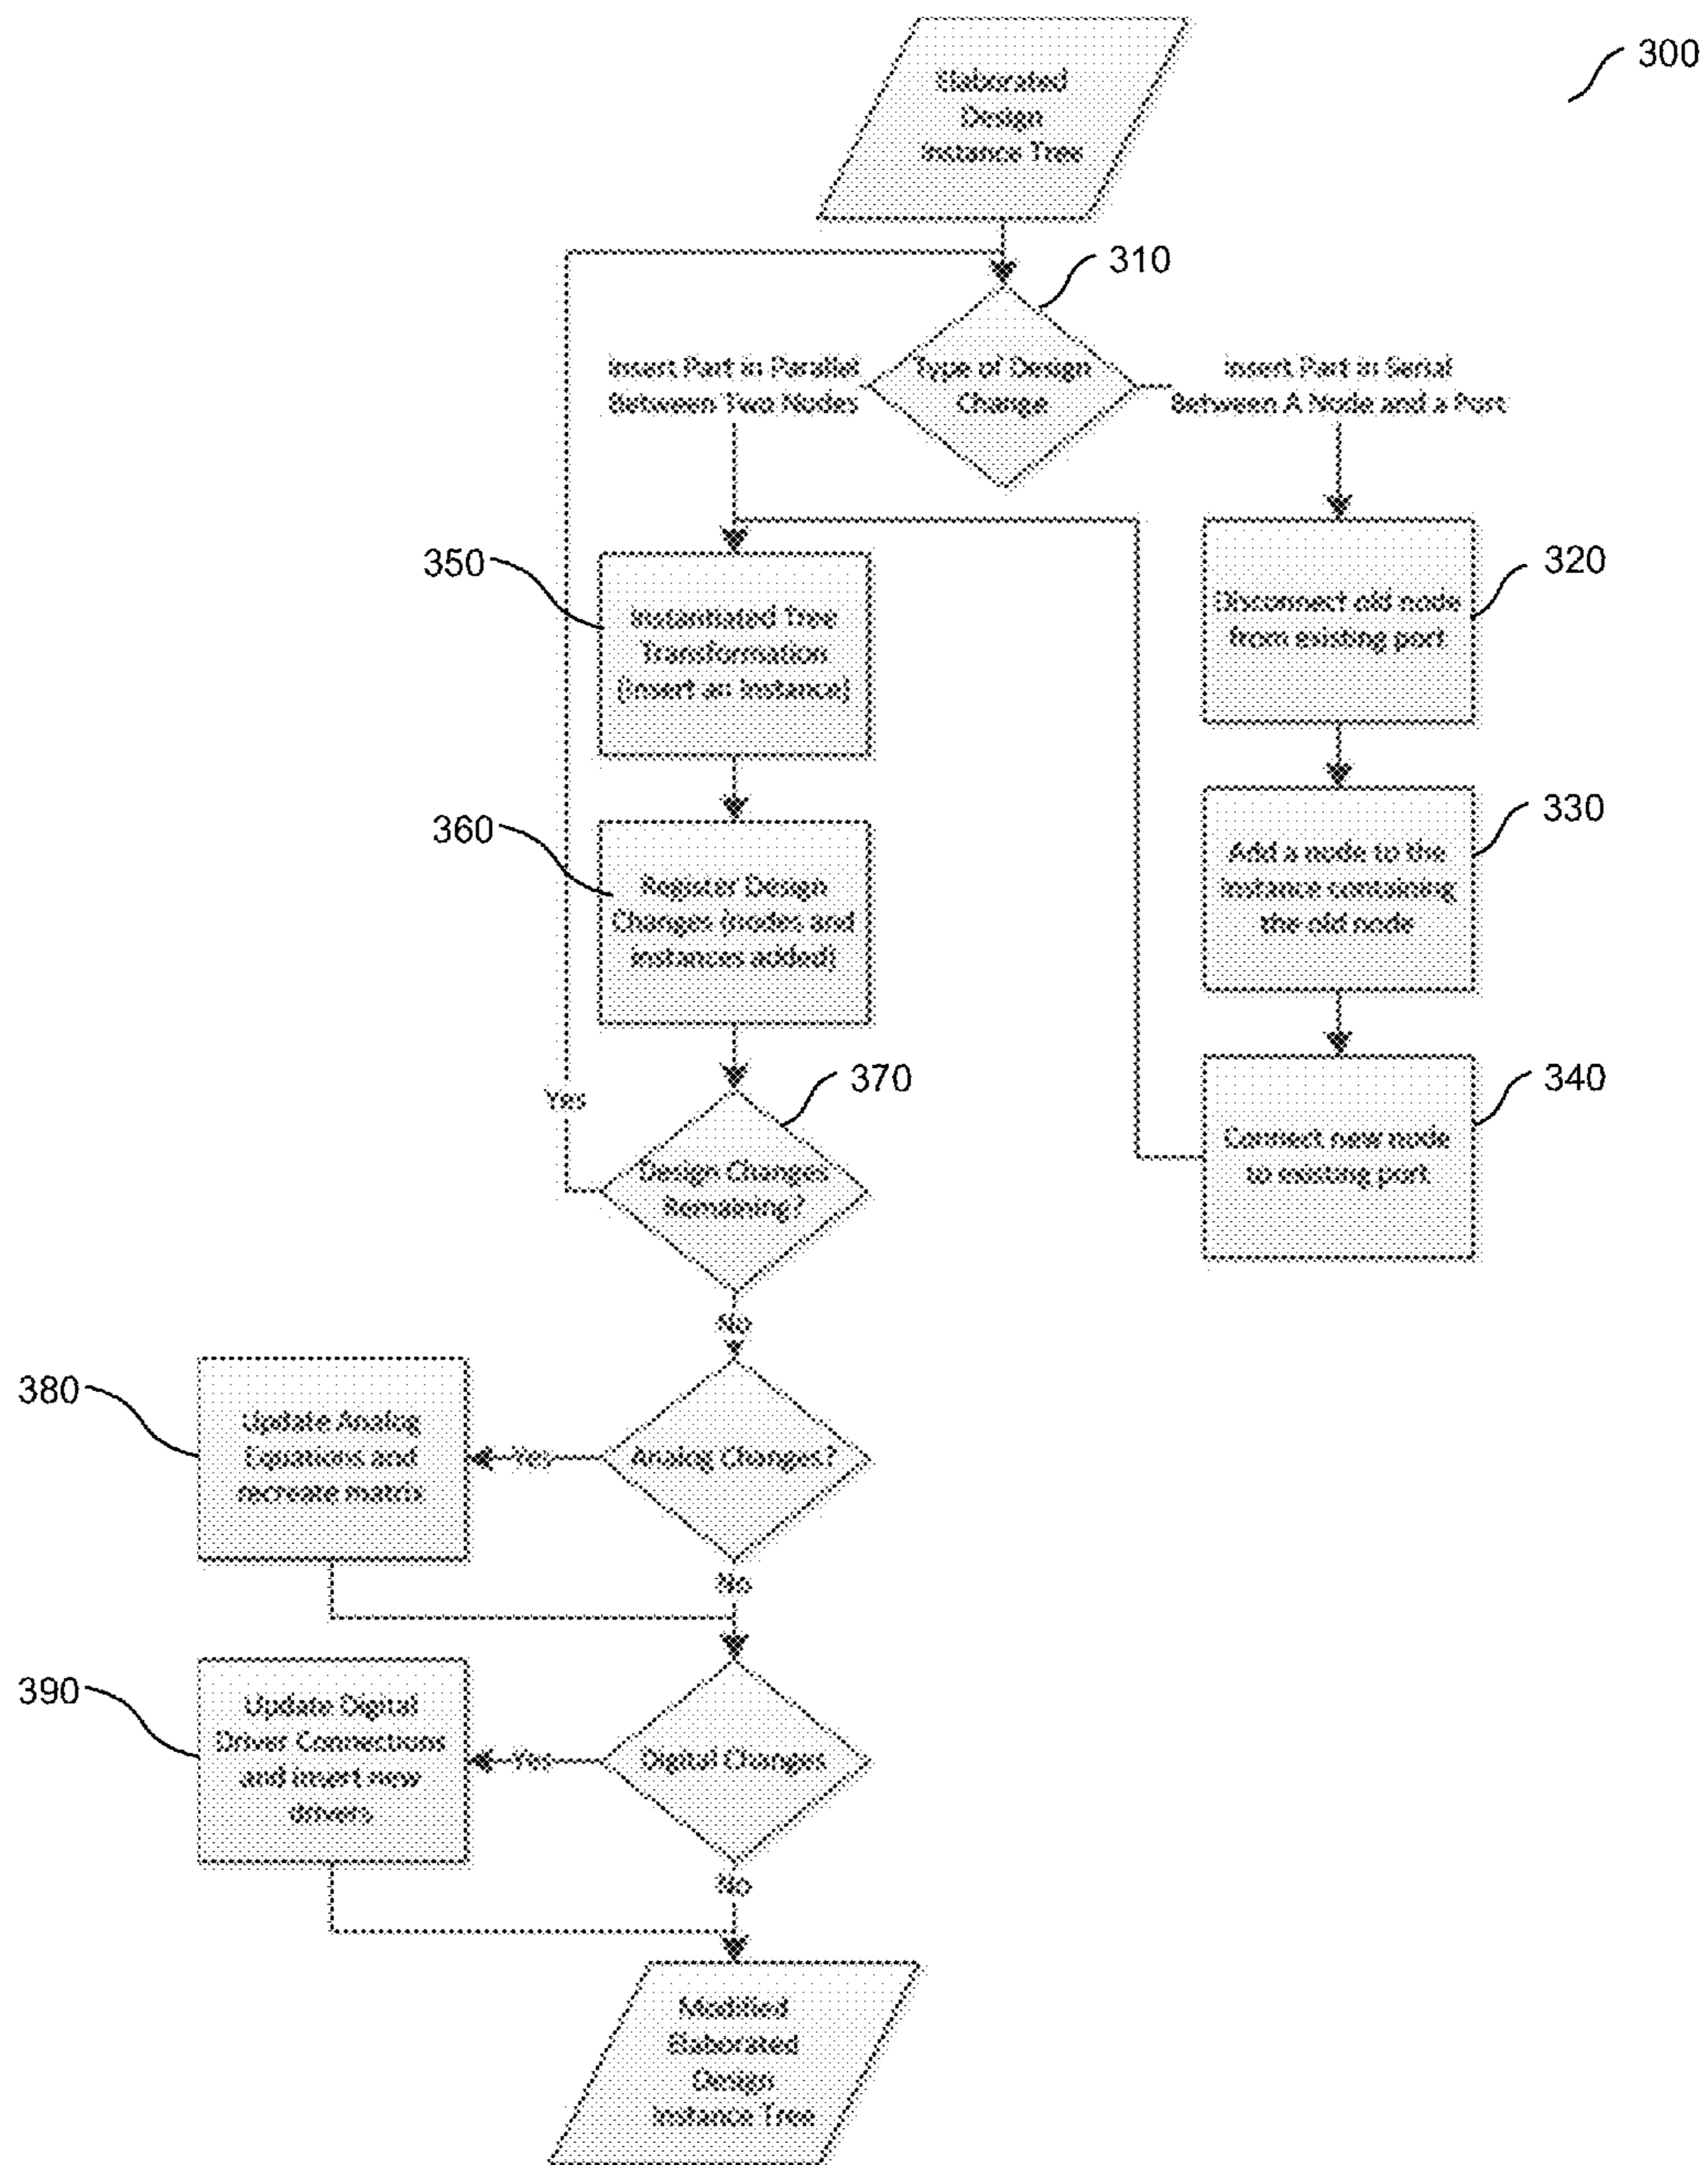 300
Elaborated
Design
Instance Tree
310
Type of Design
Change
Insert Part in Parallel
Between Two Nodes
Insert Part in Serial
Between A Node and a Port
320
Disconnect old node
from existing port
330
Add a node to the
instance containing
the old node
340
Connect new node
to existing port
350
Instantiated Tree
Transformation
(Insert an Instance)
360
Register Design
Changes (nodes and
instances added)
370
Design Changes
Remaining?
Yes
No
Analog Changes?
Yes
380
Update Analog
Equations and
recreate matrix
No
Digital Changes
Yes
390
Update Digital
Driver Connections
and insert new
drivers
No
Modified
Elaborated
Design
Instance Tree